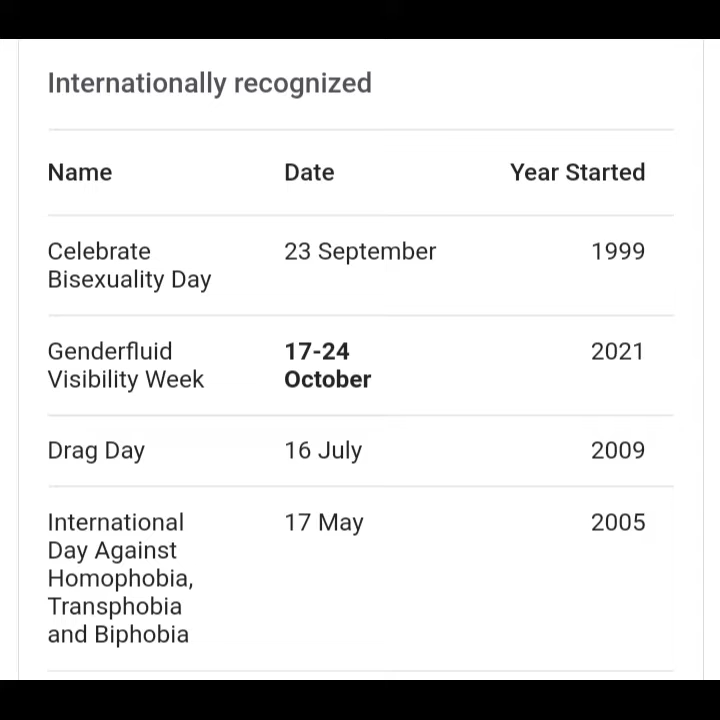 Internationally recognized
Name Date Year Started
Celebrate 23 September 1999
Bisexuality Day
Genderfluid 17-24 2021
Visibility Week October
Drag Day 16 July 2009
International 17 May 2005
Day Against
Homophobia,
Transphobia
and Biphobia